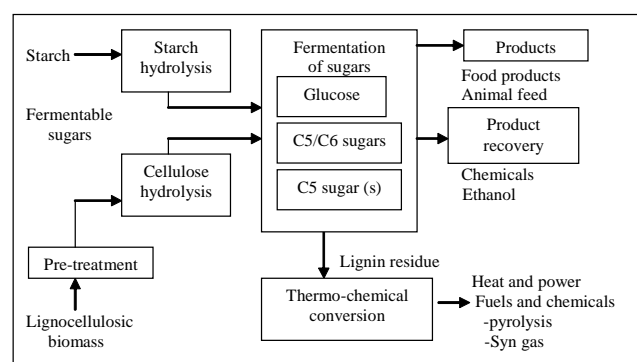 Starch
Starch
hydrolysis
Fermentable
sugars
Cellulose
hydrolysis
Pre-treatment
Lignocellulosic
biomass
Fermentation
of sugars
Glucose
C5/C6 sugars
C5 sugar (s)
Products
Food products
Animal feed
Product
recovery
Chemicals
Ethanol
Lignin residue
Thermo-chemical
conversion
Heat and power
Fuels and chemicals
-pyrolysis
-Syn gas